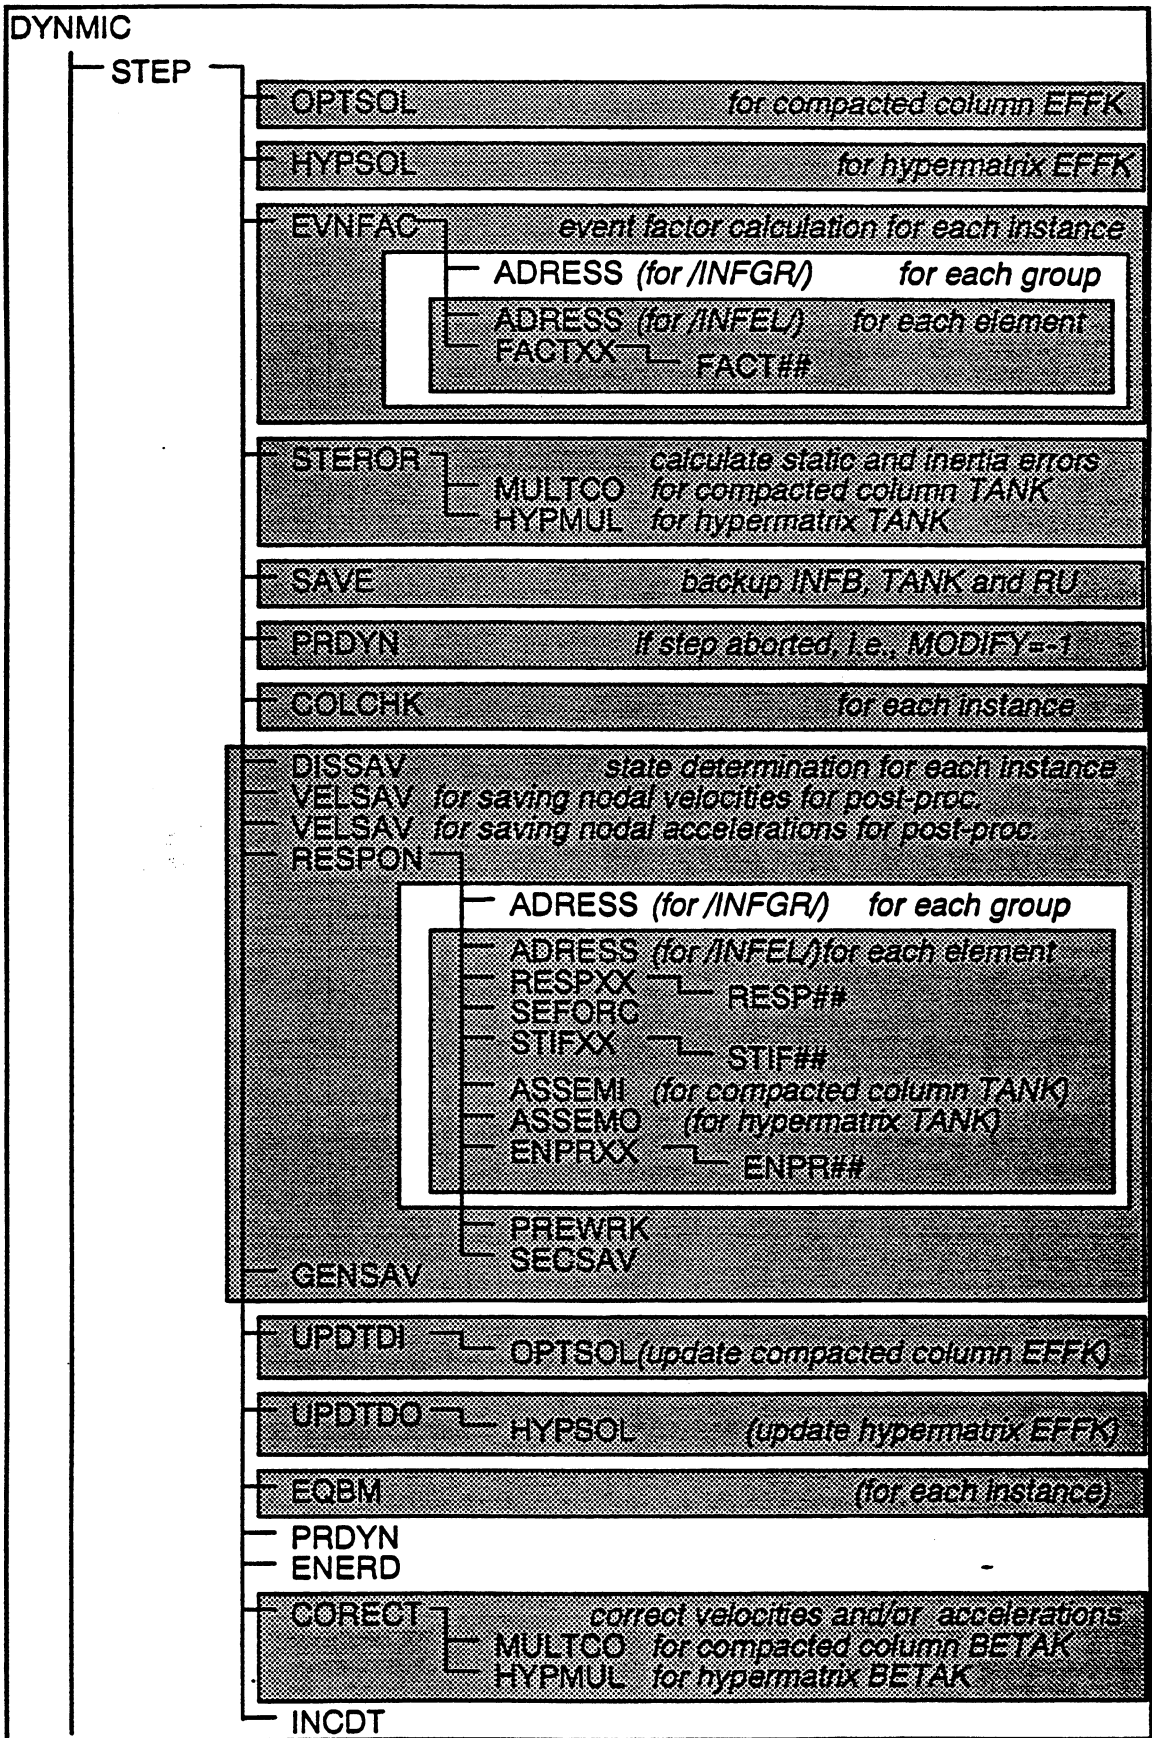 DYNMIC
STEP
OPTSOL for compacted column EFFK
HYPSOL for hypermatrix EFFK
EVNFAC event factor calculation for each instance
ADRESS (for /INFGR/) for each group
ADRESS (for /INFEL/) for each element
FACTXX
FACT##
STEROR calculate static and inertia errors
MULTCO for compacted column TANK
HYPMUL for hypermatrix TANK
SAVE backup INFB, TANK and RU
PRDYN if step aborted, i.e., MODIFY=-1
COLCHK for each instance
DISSAV state determination for each instance
VELSAV for saving nodal velocities for post-proc.
VELSAV for saving nodal accelerations for post-proc.
RESPON
ADRESS (for /INFGR/) for each group
ADRESS (for /INFEL/)for each element
RESPXX
RESP##
SEFORC
STIFXX
STIF##
ASSEMI (for compacted column TANK)
ASSEMO (for hypermatrix TANK)
ENPRXX
ENPR##
PREWRK
SECSAV
GENSAV
UPDTDI
OPTSOL(update compacted column EFFK)
UPDTDO
HYPSOL (update hypermatrix EFFK)
EQBM (for each instance)
PRDYN
ENERD
CORECT correct velocities and/or accelerations
MULTCO for compacted column BETAK
HYPMUL for hypermatrix BETAK
INCDT